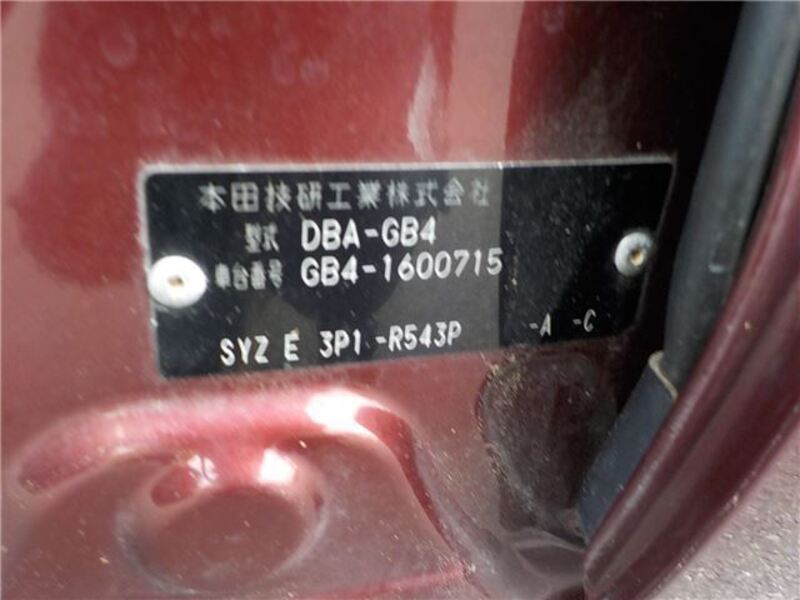 本田技研工業株式会社
型式 DBA-GB4
車台番号 GB4-1600715
SYZ E 3P1 -R543P -A -C